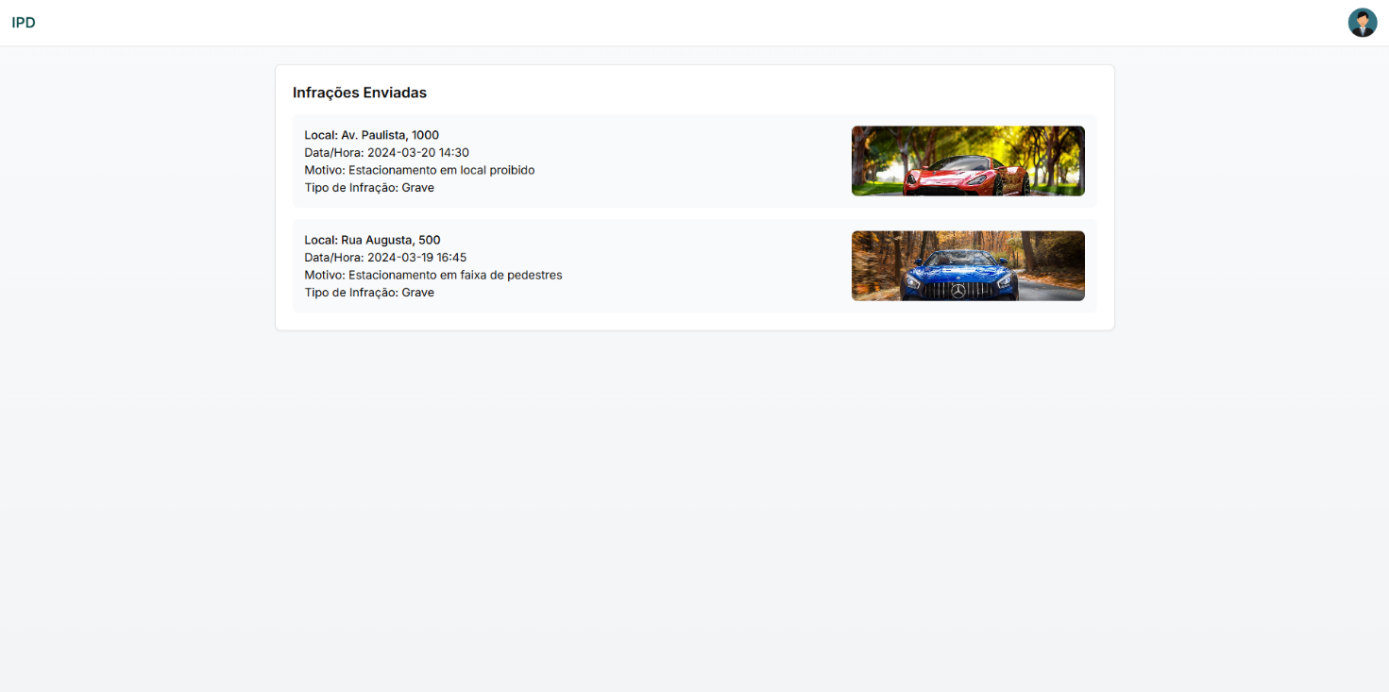 IPD
Infrações Enviadas
Local: Av. Paulista, 1000
Data/Hora: 2024-03-20 14:30
Motivo: Estacionamento em local proibido
Tipo de Infração: Grave
Local: Rua Augusta, 500
Data/Hora: 2024-03-19 16:45
Motivo: Estacionamento em faixa de pedestres
Tipo de Infração: Grave